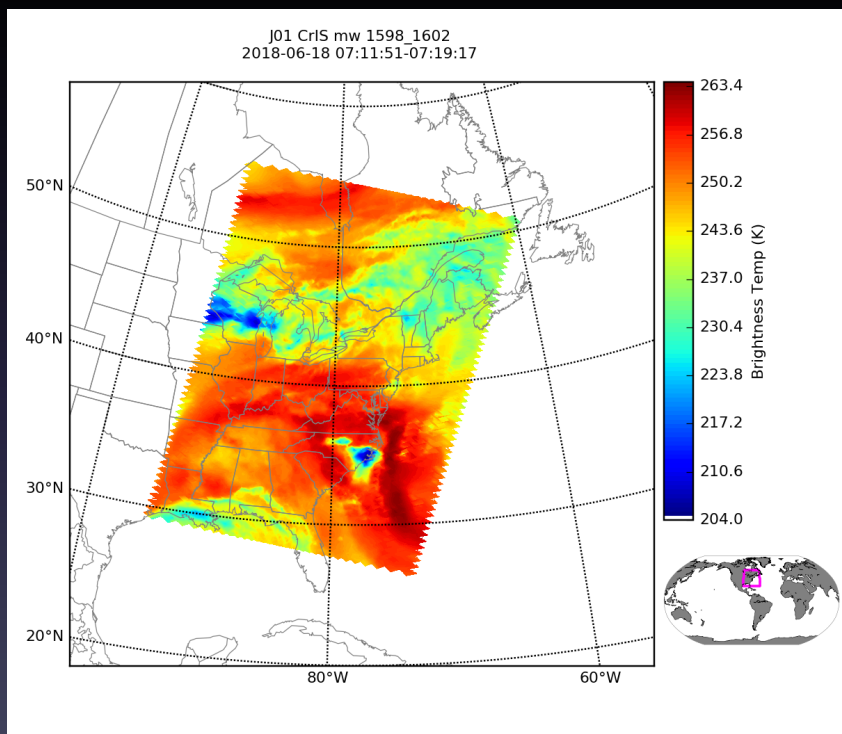 J01 CrIS mw 1598_1602
2018-06-18 07:11:51-07:19:17
50°N
40°N
30°N
20°N
80°W
60°W
263.4
256.8
250.2
243.6
237.0
230.4
223.8
217.2
210.6
204.0
Brightness Temp (K)